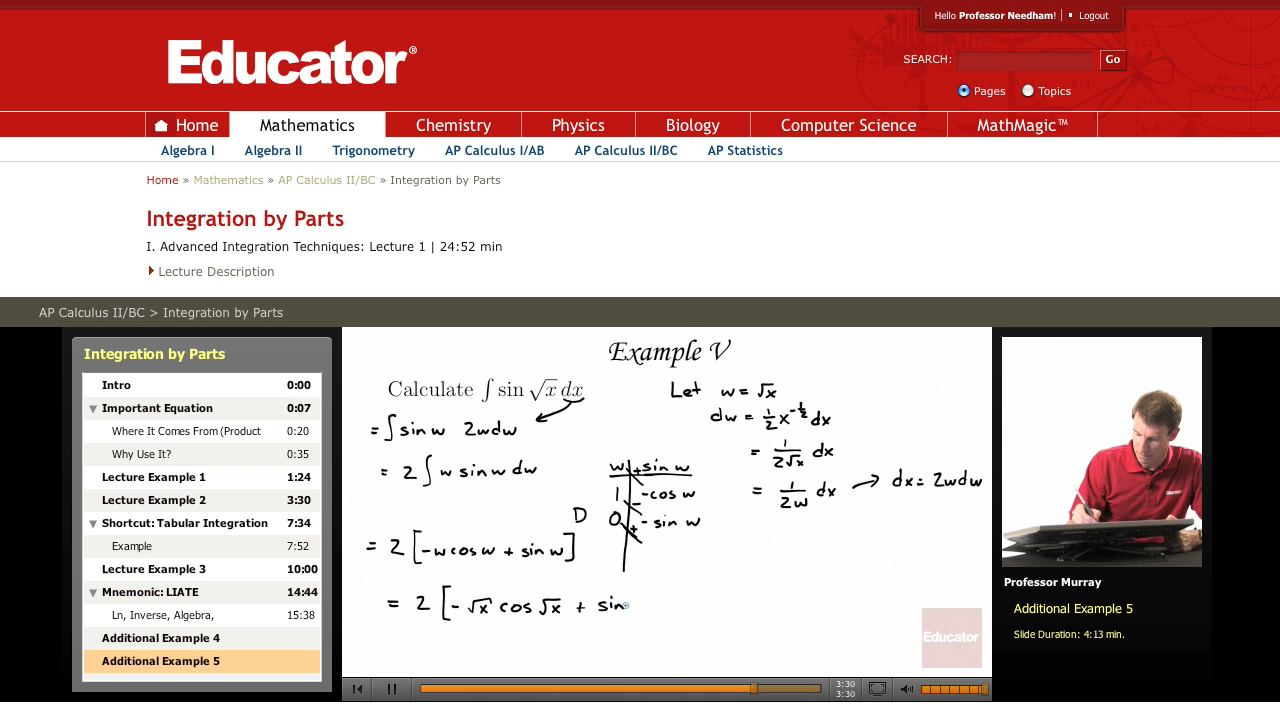 Hello Professor Needham! Logout
Educator®
SEARCH: Go
Pages Topics
Home Mathematics Chemistry Physics Biology Computer Science MathMagic™
Algebra I Algebra II Trigonometry AP Calculus I/AB AP Calculus II/BC AP Statistics
Home » Mathematics » AP Calculus II/BC » Integration by Parts
Integration by Parts
I. Advanced Integration Techniques: Lecture 1 | 24:52 min
Lecture Description
AP Calculus II/BC > Integration by Parts
Integration by Parts
Intro 0:00
Important Equation 0:07
Where It Comes From (Product 0:20
Why Use It? 0:35
Lecture Example 1 1:24
Lecture Example 2 3:30
Shortcut: Tabular Integration 7:34
Example 7:52
Lecture Example 3 10:00
Mnemonic: LIATE 14:44
Ln, Inverse, Algebra, 15:38
Additional Example 4
Additional Example 5
Example V
Calculate ∫ sin √x dx
= ∫ sin w 2w dw
= 2 ∫ w sin w dw
= 2 [-w cos w + sin w]
= 2 [-√x cos √x + sin
w + sin w
1 - cos w
-
D 0 + - sin w
Let w = √x
dw = ½ x^-½ dx
= 1/2√x dx
= 1/2w dx → dx = 2w dw
Educator
3:30
3:30
Educator
Professor Murray
Additional Example 5
Slide Duration: 4:13 min.